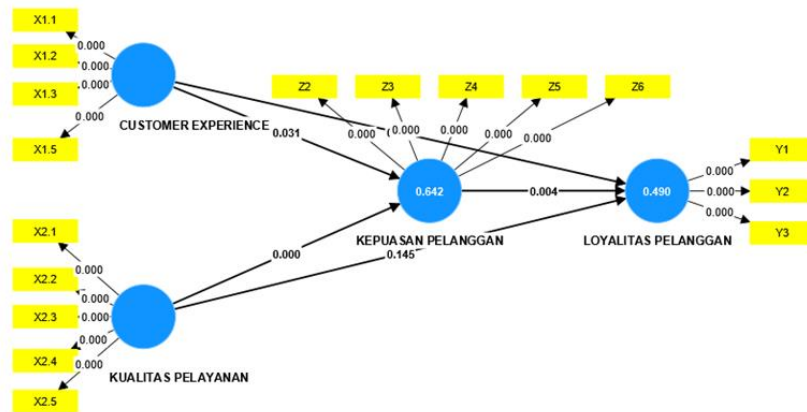 X1.1
X1.2
X1.3
X1.5
0.000
0.000
0.000
0.000
CUSTOMER EXPERIENCE
0.031
Z2
Z3
Z4
Z5
Z6
0.000
0.000
0.000
0.000
0.000
0.642
KEPUASAN PELANGGAN
0.004
0.490
LOYALITAS PELANGGAN
0.000
0.000
0.000
Y1
Y2
Y3
0.000
0.145
X2.1
X2.2
X2.3
X2.4
X2.5
0.000
0.000
0.000
0.000
0.000
KUALITAS PELAYANAN